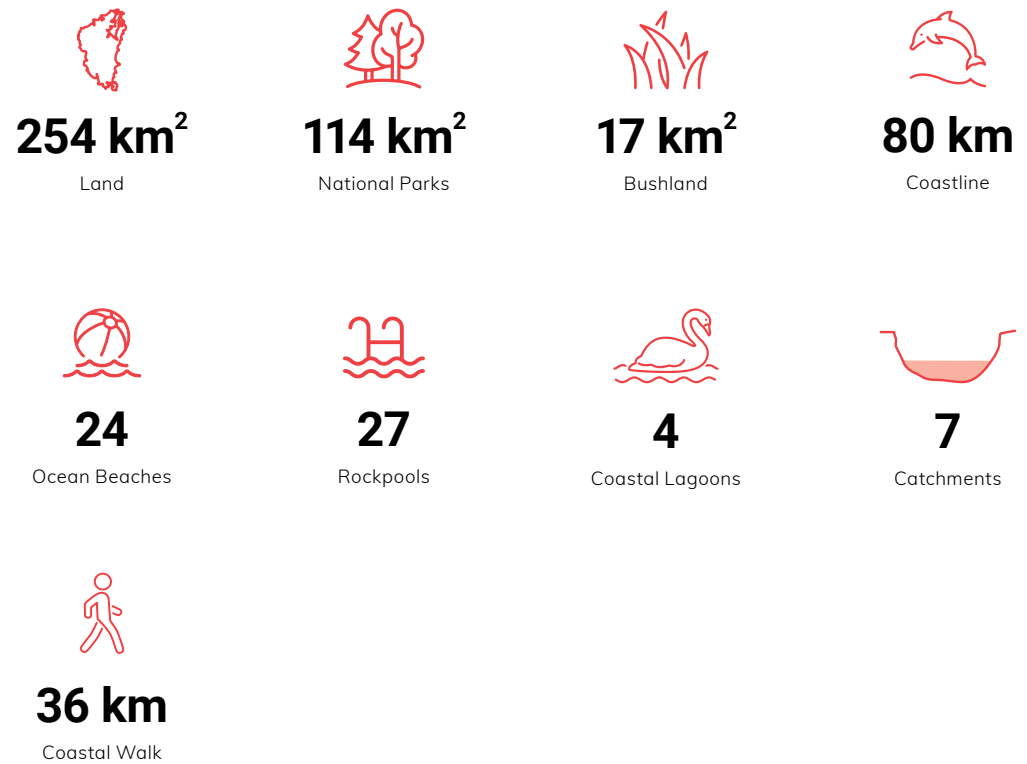 254 km²
Land
114 km²
National Parks
17 km²
Bushland
80 km
Coastline
24
Ocean Beaches
27
Rockpools
4
Coastal Lagoons
7
Catchments
36 km
Coastal Walk